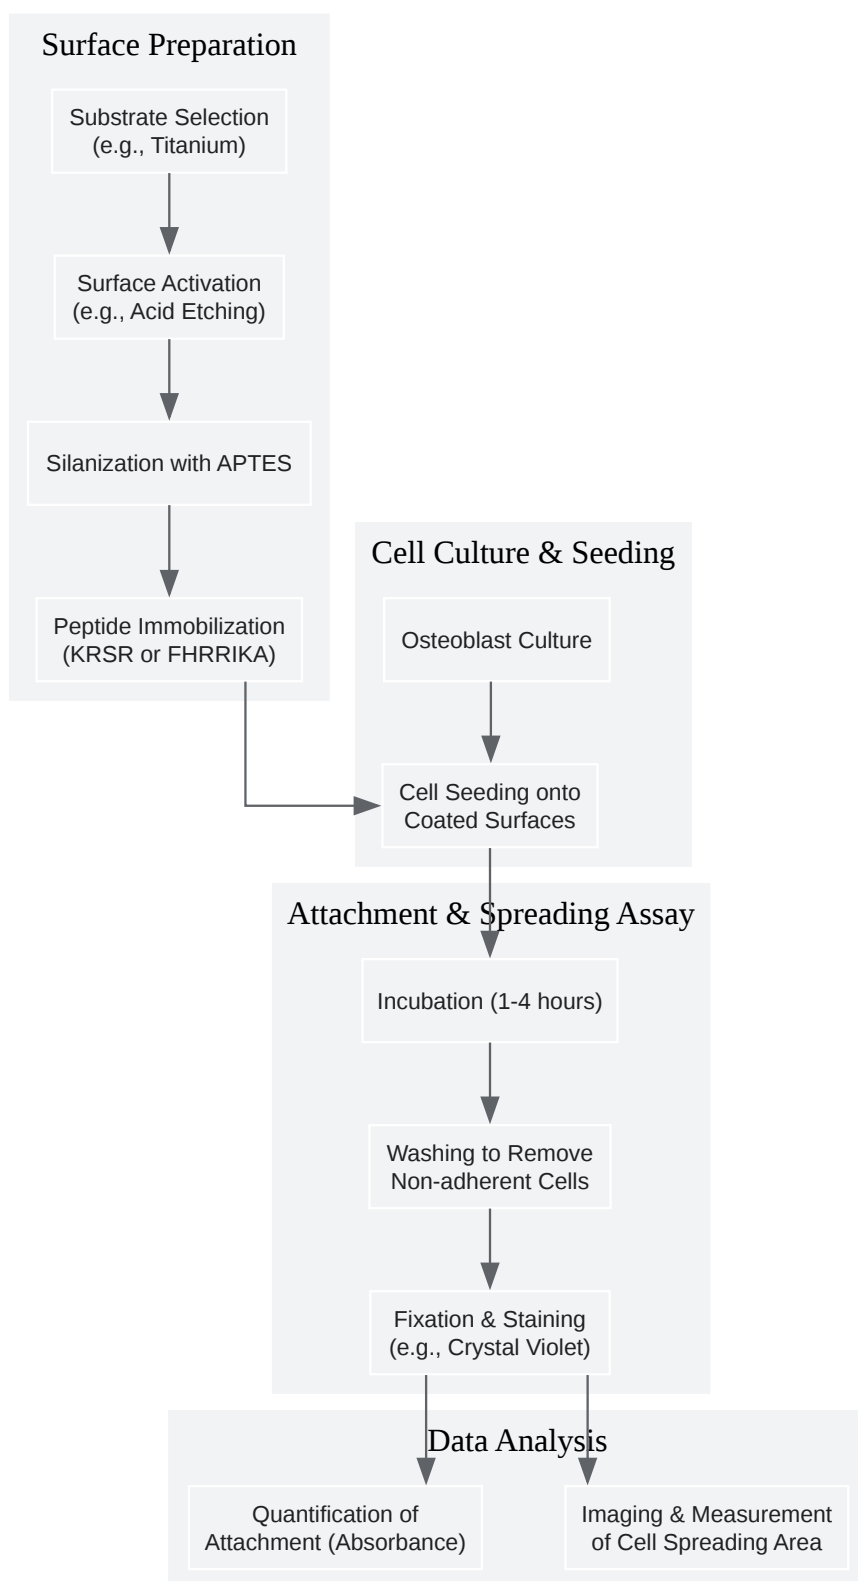 Surface Preparation
Substrate Selection
(e.g., Titanium)
Surface Activation
(e.g., Acid Etching)
Silanization with APTES
Peptide Immobilization
(KRSR or FHRRIKA)
Cell Culture & Seeding
Osteoblast Culture
Cell Seeding onto
Coated Surfaces
Attachment & Spreading Assay
Incubation (1-4 hours)
Washing to Remove
Non-adherent Cells
Fixation & Staining
(e.g., Crystal Violet)
Data Analysis
Quantification of
Attachment (Absorbance)
Imaging & Measurement
of Cell Spreading Area